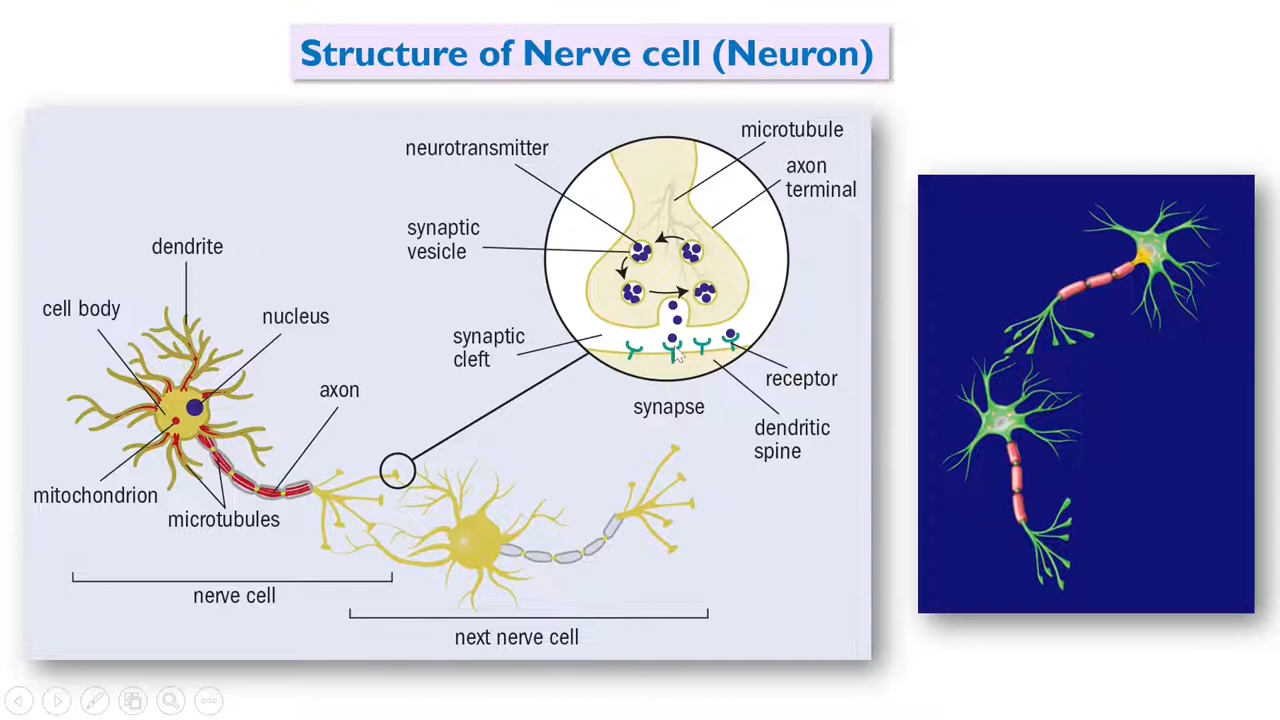 Structure of Nerve cell (Neuron)
microtubule
neurotransmitter
axon
terminal
synaptic
vesicle
dendrite
cell body
nucleus
synaptic
cleft
axon
receptor
synapse
dendritic
spine
mitochondrion
microtubules
nerve cell
next nerve cell